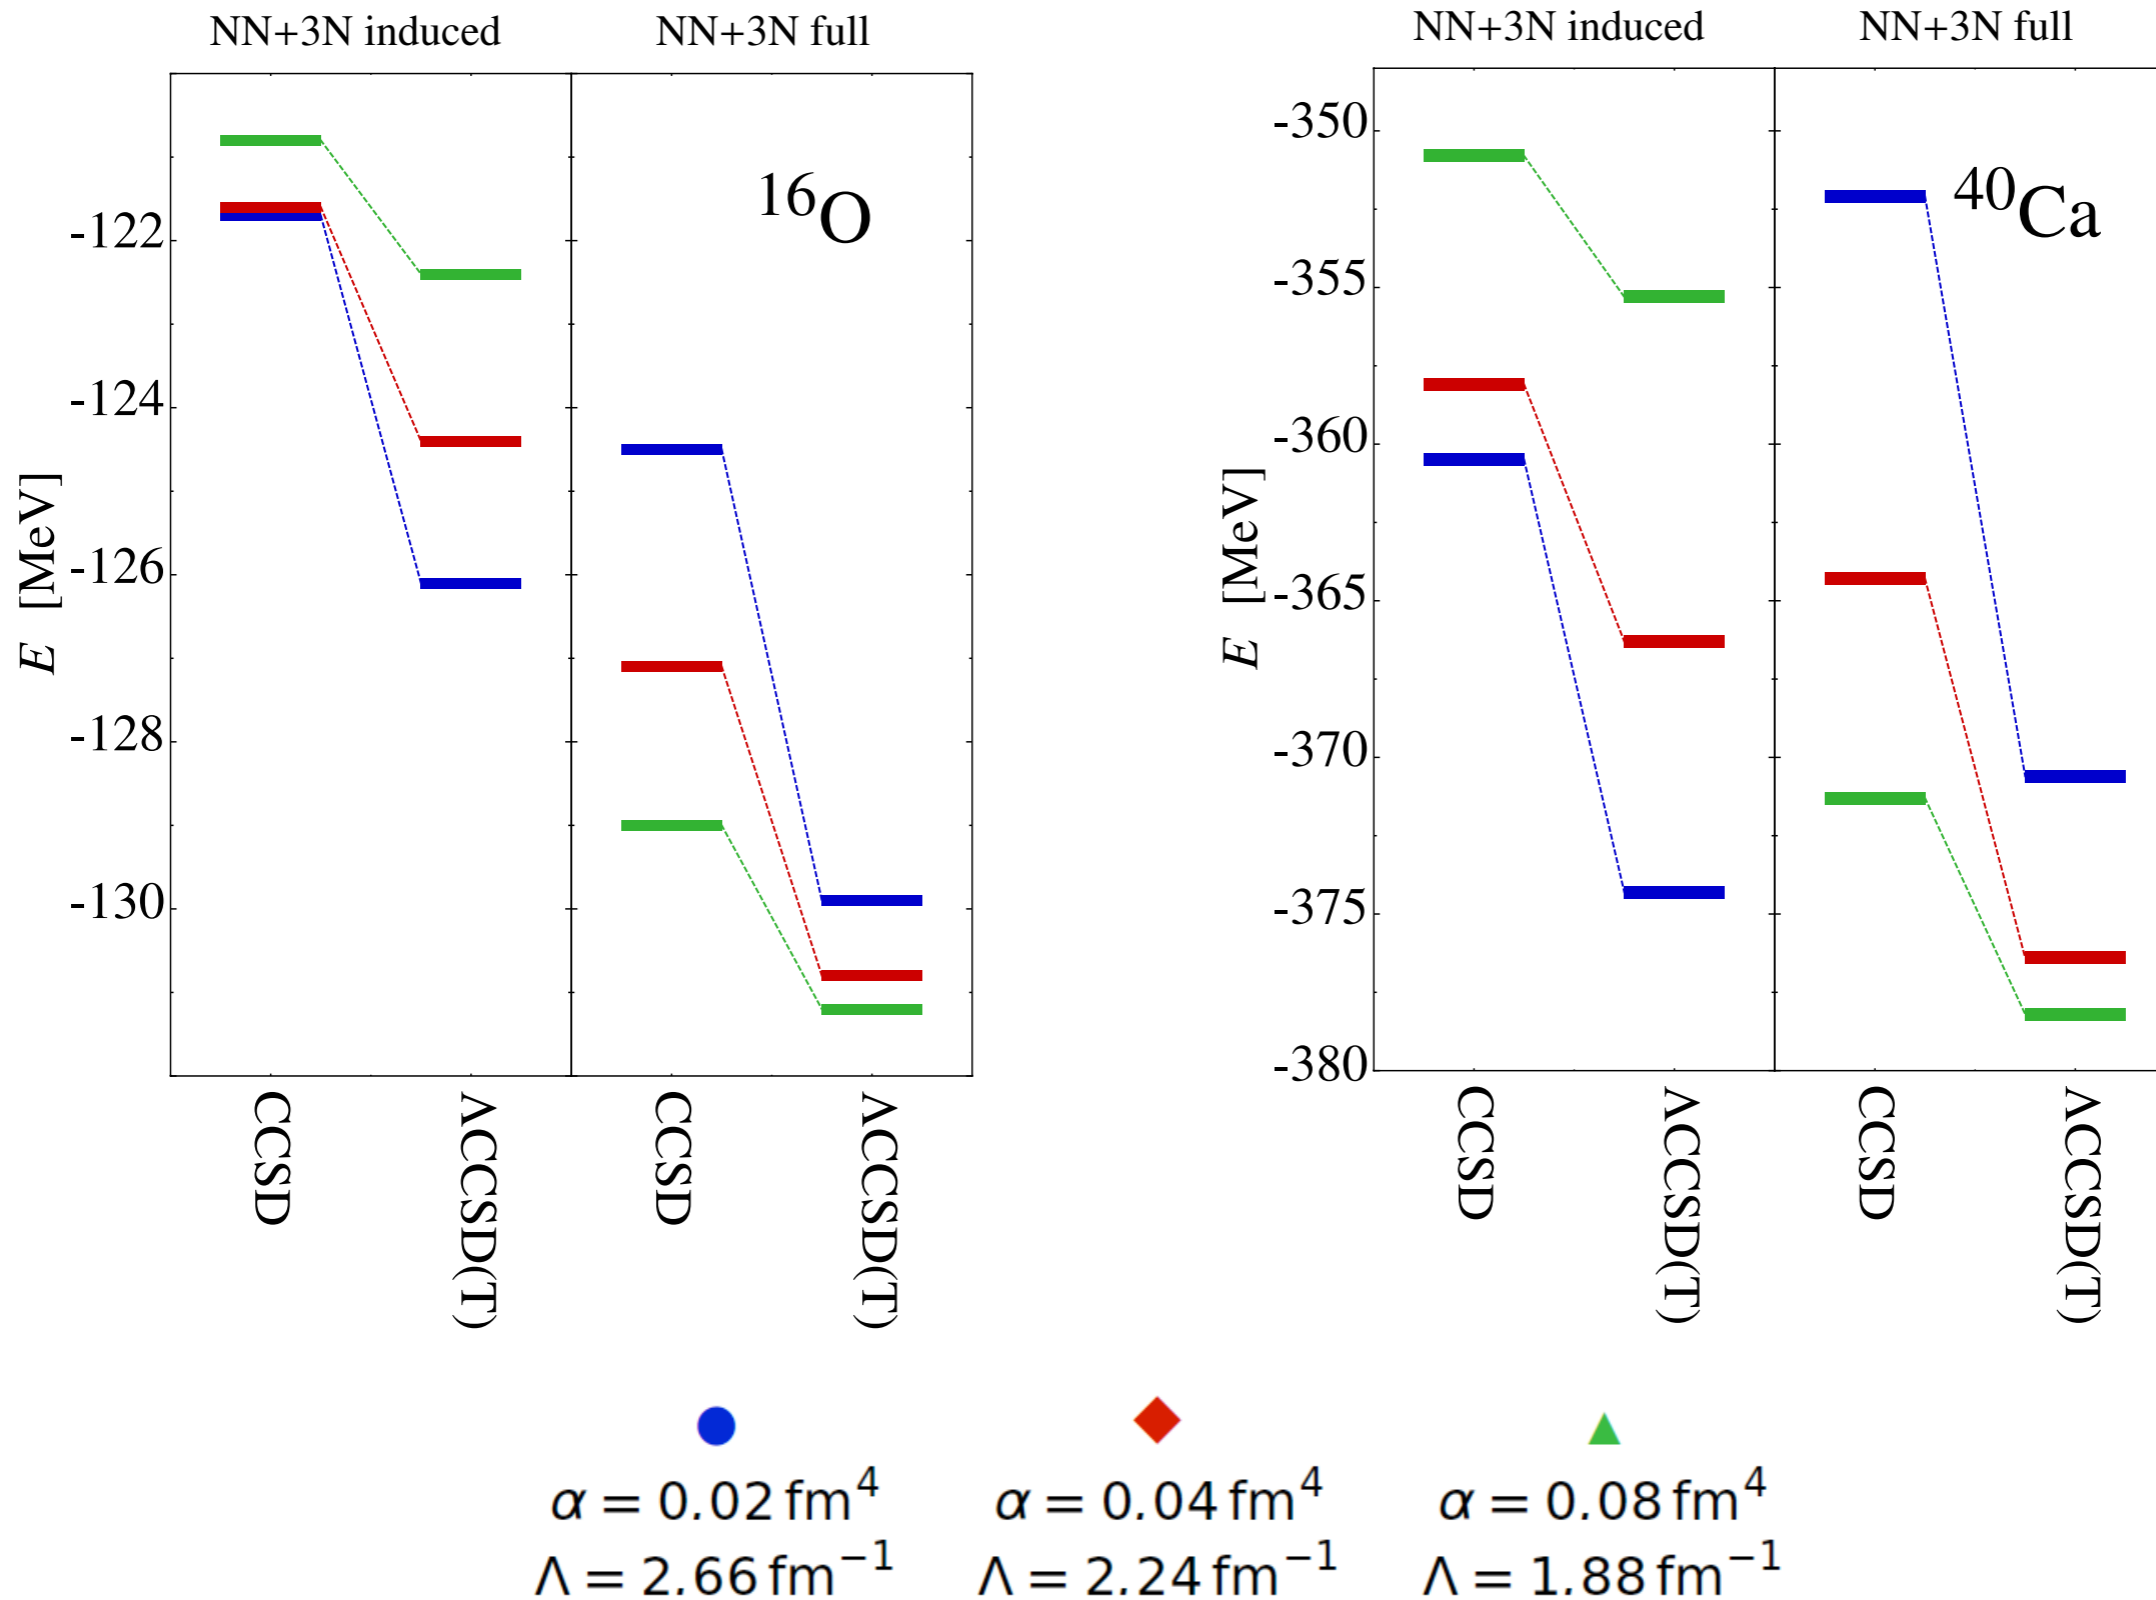 NN+3N induced
NN+3N full
NN+3N induced
NN+3N full
¹⁶O
-122
-124
-126
-128
-130
E [MeV]
CCSD
ΛCCSD(T)
CCSD
ΛCCSD(T)
⁴⁰Ca
-350
-355
-360
-365
-370
-375
-380
E [MeV]
CCSD
ΛCCSD(T)
CCSD
ΛCCSD(T)
α = 0.02 fm⁴
Λ = 2.66 fm⁻¹
α = 0.04 fm⁴
Λ = 2.24 fm⁻¹
α = 0.08 fm⁴
Λ = 1.88 fm⁻¹